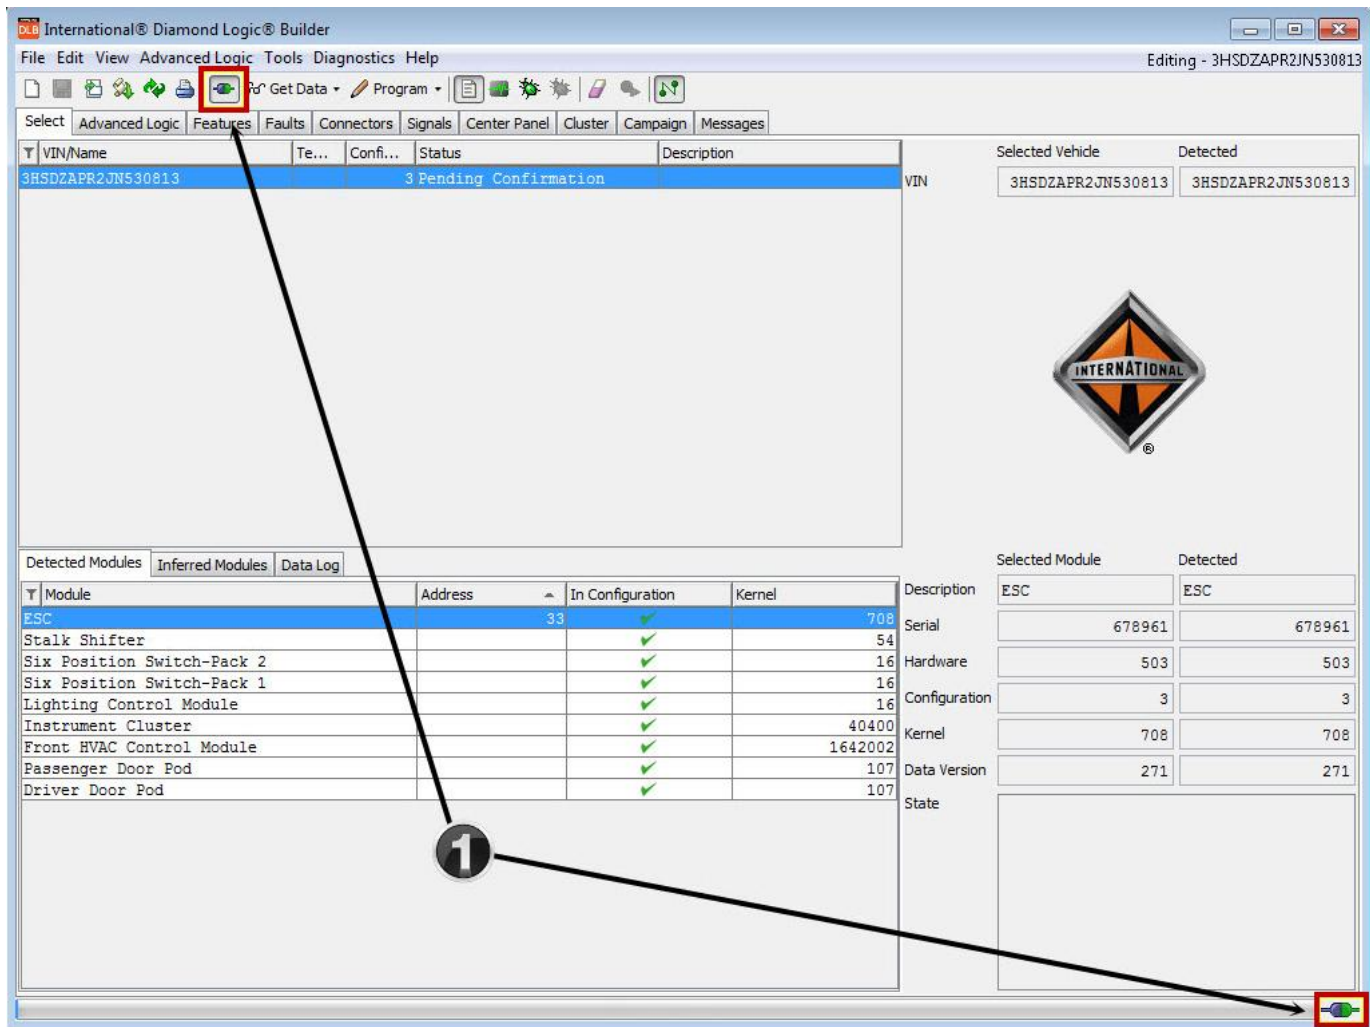 DLB International® Diamond Logic® Builder
File Edit View Advanced Logic Tools Diagnostics Help
Editing - 3HSDZAPR2JN530813
Get Data Program
Select Advanced Logic Features Faults Connectors Signals Center Panel Cluster Campaign Messages
VIN/Name Te... Confi... Status Description
3HSDZAPR2JN530813 3 Pending Confirmation
Selected Vehicle Detected
VIN 3HSDZAPR2JN530813 3HSDZAPR2JN530813
INTERNATIONAL
®
Detected Modules Inferred Modules Data Log
Module Address In Configuration Kernel
ESC 33 708
Stalk Shifter 54
Six Position Switch-Pack 2 16
Six Position Switch-Pack 1 16
Lighting Control Module 16
Instrument Cluster 40400
Front HVAC Control Module 1642002
Passenger Door Pod 107
Driver Door Pod 107
Selected Module Detected
Description ESC ESC
Serial 678961 678961
Hardware 503 503
Configuration 3 3
Kernel 708 708
Data Version 271 271
State
1